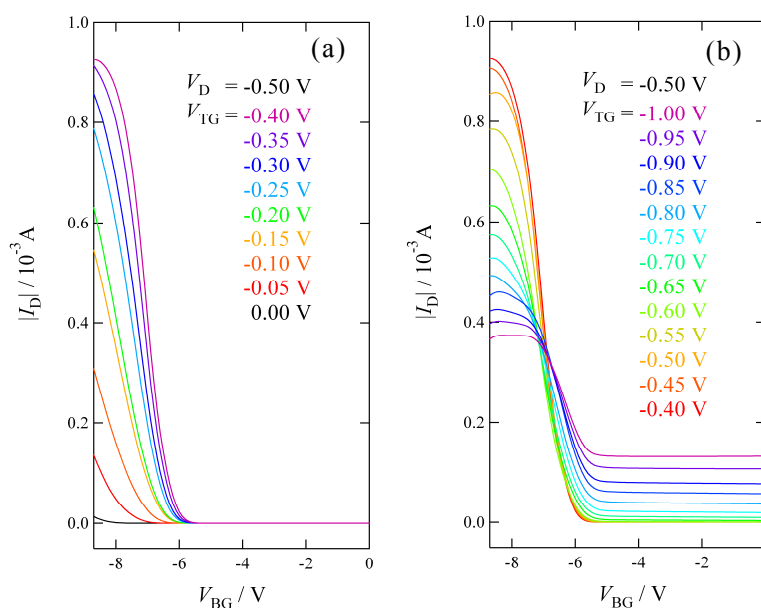 (a)
V_D = -0.50 V
V_TG = -0.40 V
-0.35 V
-0.30 V
-0.25 V
-0.20 V
-0.15 V
-0.10 V
-0.05 V
0.00 V
1.0
0.8
0.6
0.4
0.2
0.0
|I_D| / 10^-3 A
-8
-6
-4
-2
0
V_BG / V
(b)
V_D = -0.50 V
V_TG = -1.00 V
-0.95 V
-0.90 V
-0.85 V
-0.80 V
-0.75 V
-0.70 V
-0.65 V
-0.60 V
-0.55 V
-0.50 V
-0.45 V
-0.40 V
1.0
0.8
0.6
0.4
0.2
0.0
|I_D| / 10^-3 A
-8
-6
-4
-2
0
V_BG / V